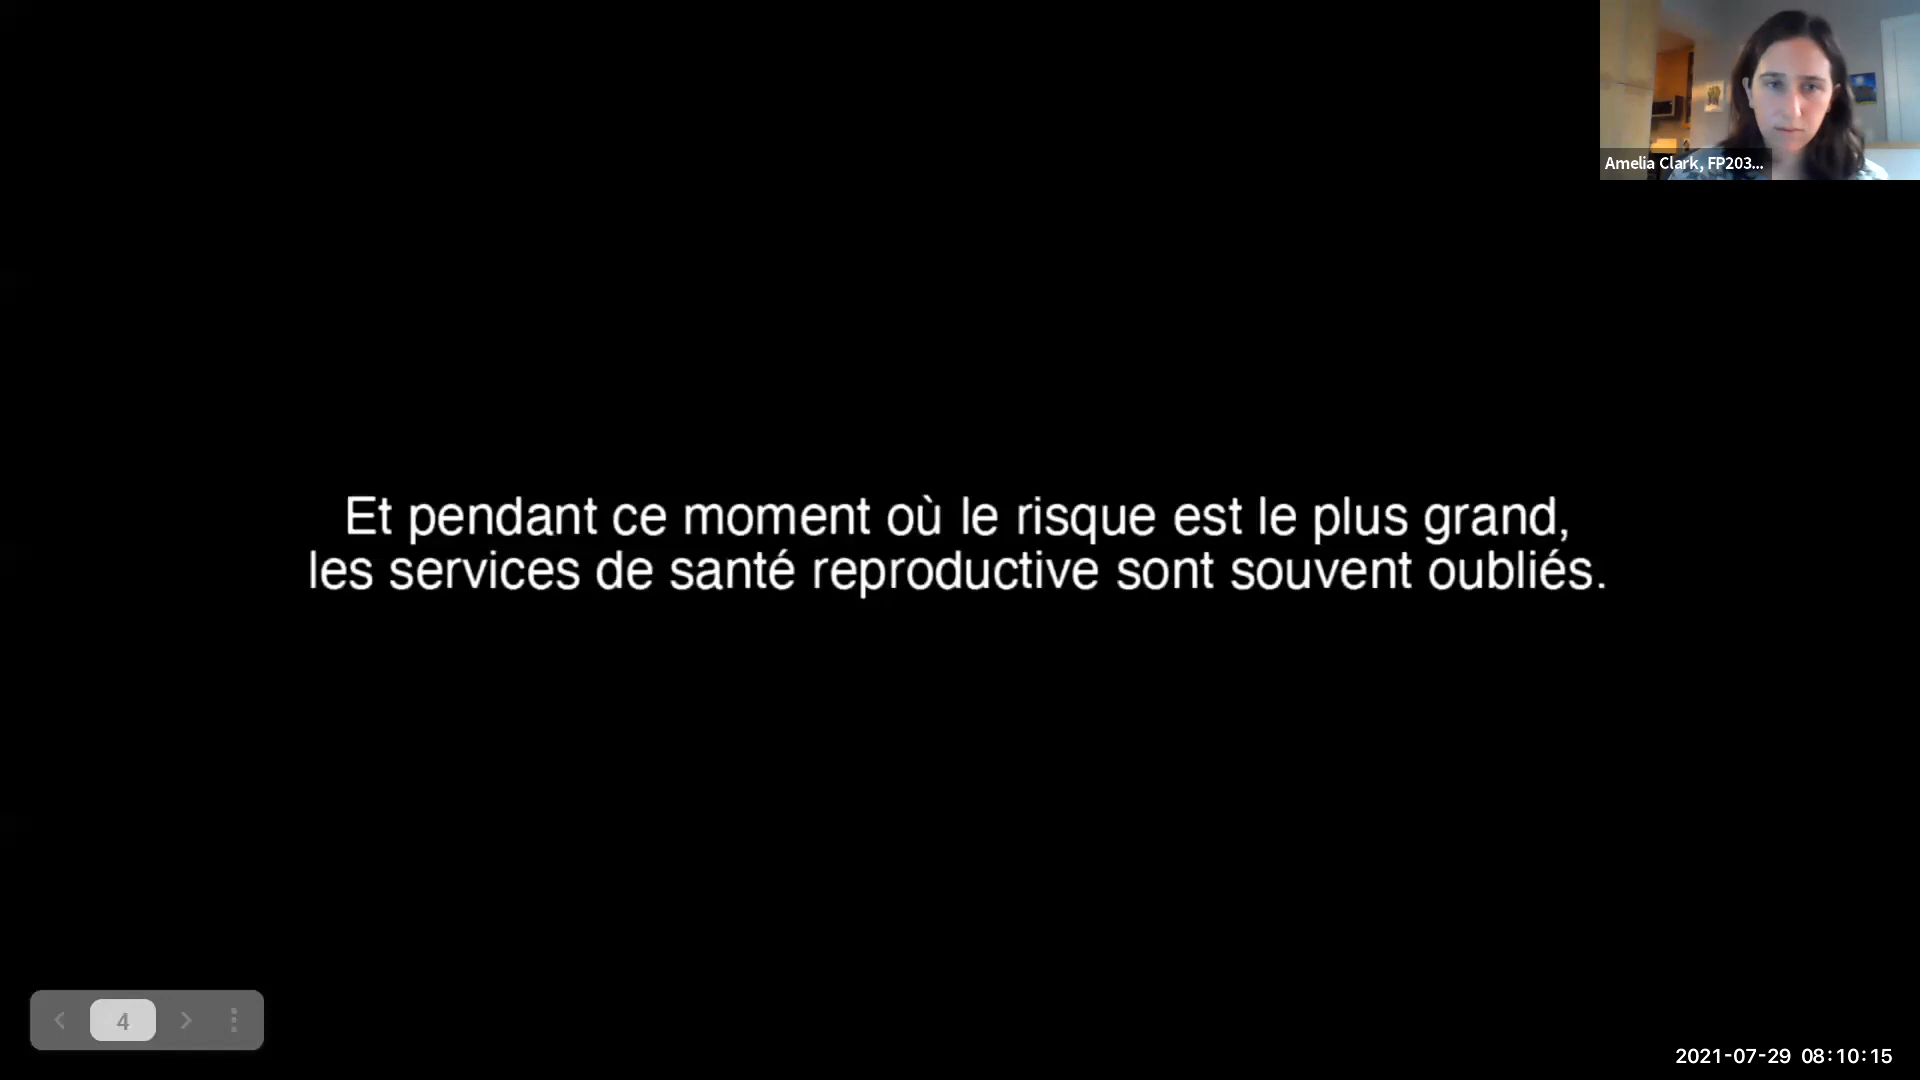 Amelia Clark, FP203...
Et pendant ce moment où le risque est le plus grand,
les services de santé reproductive sont souvent oubliés.
4
2021-07-29 08:10:15